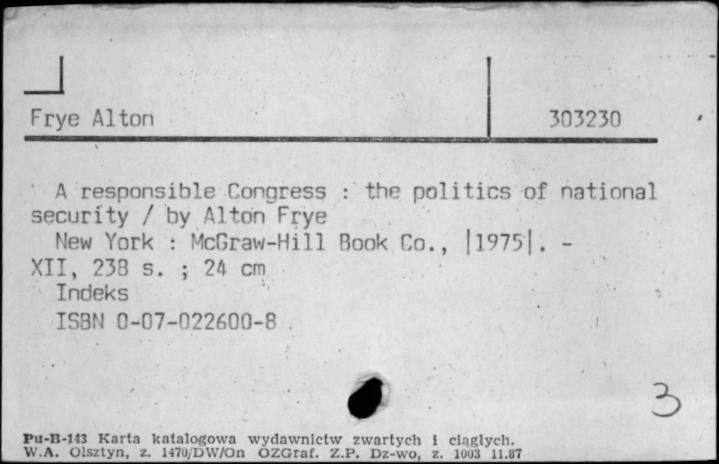 Frye Alton 303230
A responsible Congress : the politics of national
security / by Alton Frye
New York : McGraw-Hill Book Co., |1975|. -
XII, 238 s. ; 24 cm
Indeks
ISBN 0-07-022600-8
3
Pu-B-143 Karta katalogowa wydawnictw zwartych i ciągłych.
W.A. Olsztyn, z. 1470/DW/On OZGraf. Z.P. Dz-wo, z. 1003 11.87